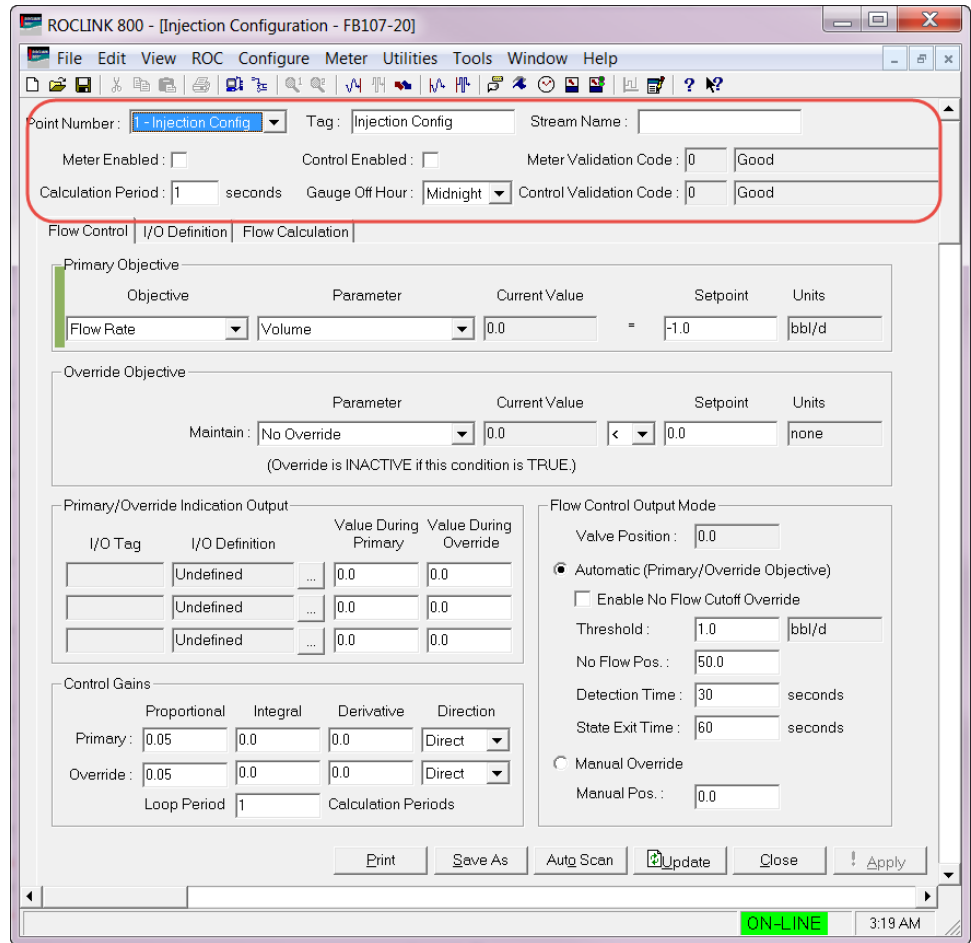 ROCLINK 800 - [Injection Configuration - FB107-20]
File Edit View ROC Configure Meter Utilities Tools Window Help
Point Number : 1 - Injection Config Tag : Injection Config Stream Name :
Meter Enabled : Control Enabled : Meter Validation Code : 0 Good
Calculation Period : 1 seconds Gauge Off Hour : Midnight Control Validation Code : 0 Good
Flow Control I/O Definition Flow Calculation
Primary Objective
Objective Parameter Current Value Setpoint Units
Flow Rate Volume 0.0 = -1.0 bbl/d
Override Objective
Parameter Current Value Setpoint Units
Maintain : No Override 0.0 < 0.0 none
(Override is INACTIVE if this condition is TRUE.)
Primary/Override Indication Output
I/O Tag I/O Definition Value During Primary Value During Override
Undefined ... 0.0 0.0
Undefined ... 0.0 0.0
Undefined ... 0.0 0.0
Control Gains
Proportional Integral Derivative Direction
Primary : 0.05 0.0 0.0 Direct
Override : 0.05 0.0 0.0 Direct
Loop Period 1 Calculation Periods
Flow Control Output Mode
Valve Position : 0.0
Automatic (Primary/Override Objective)
Enable No Flow Cutoff Override
Threshold : 1.0 bbl/d
No Flow Pos. : 50.0
Detection Time : 30 seconds
State Exit Time : 60 seconds
Manual Override
Manual Pos. : 0.0
Print Save As Auto Scan Update Close ! Apply
ON-LINE 3:19 AM